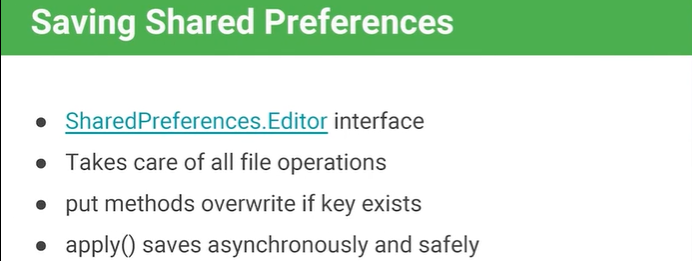 Saving Shared Preferences
● SharedPreferences.Editor interface
● Takes care of all file operations
● put methods overwrite if key exists
● apply() saves asynchronously and safely